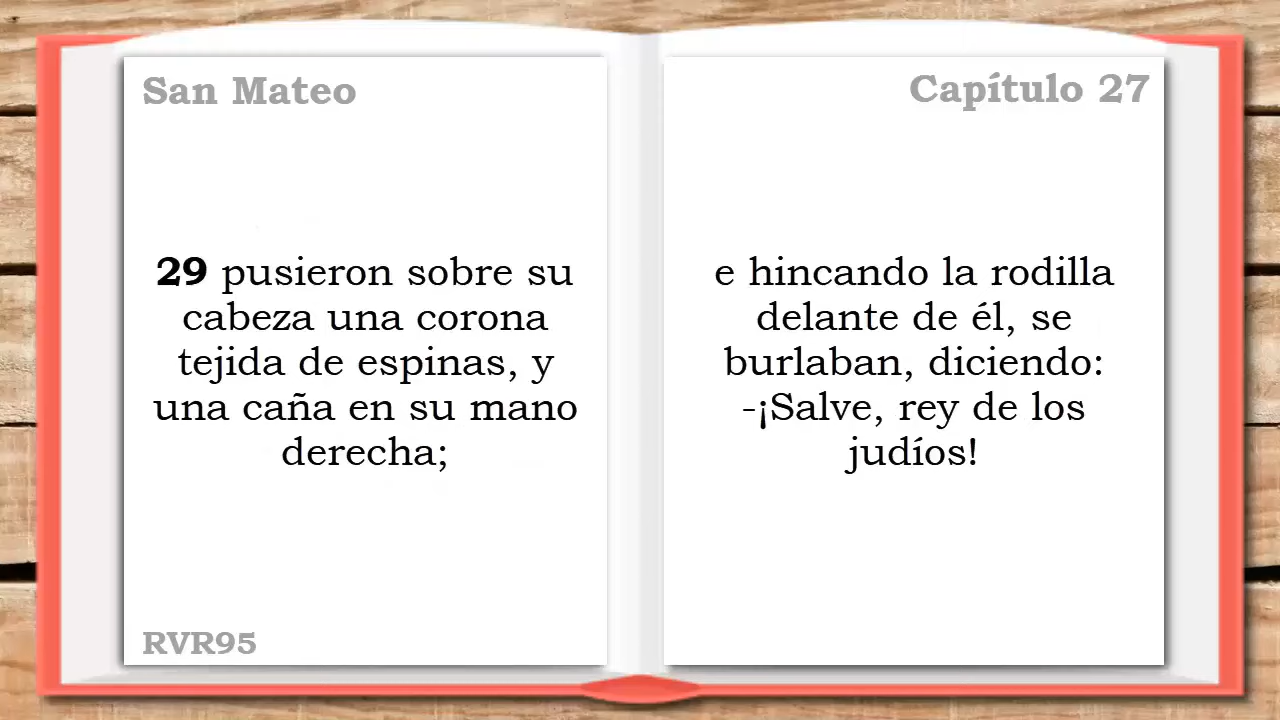 San Mateo
29 pusieron sobre su
cabeza una corona
tejida de espinas, y
una caña en su mano
derecha;
RVR95
Capítulo 27
e hincando la rodilla
delante de él, se
burlaban, diciendo:
-¡Salve, rey de los
judíos!